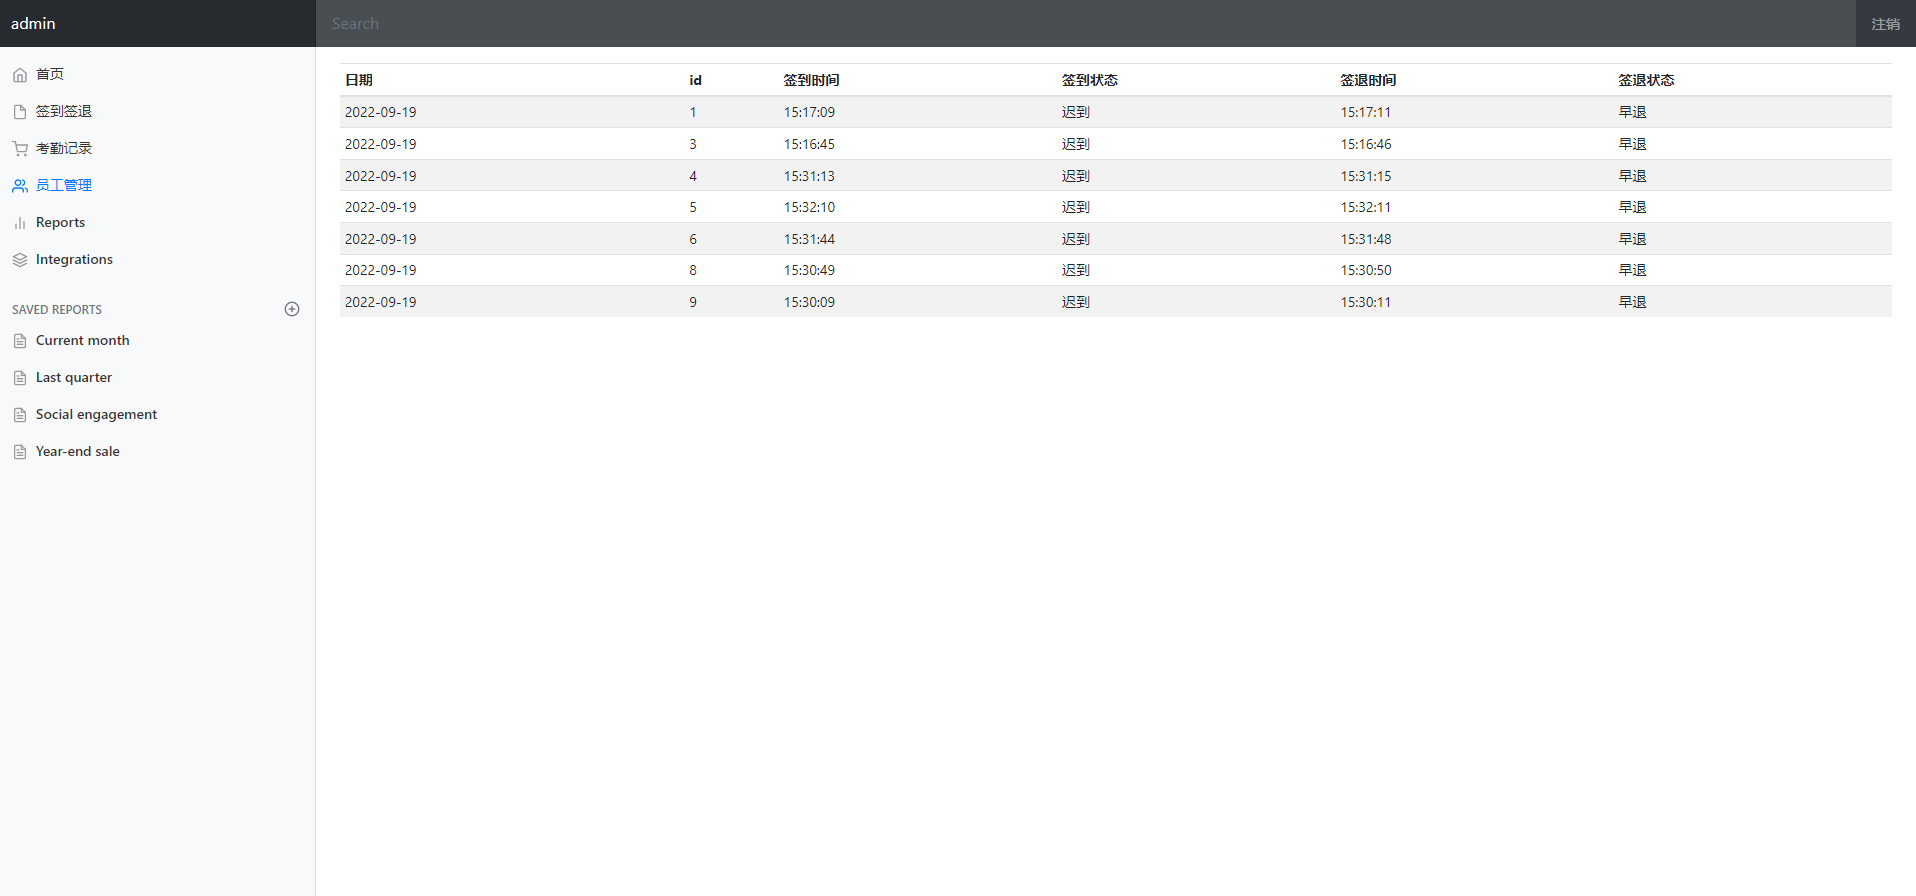 admin
Search
注销
首页
签到签退
考勤记录
员工管理
Reports
Integrations
SAVED REPORTS
Current month
Last quarter
Social engagement
Year-end sale
日期 id 签到时间 签到状态 签退时间 签退状态
2022-09-19 1 15:17:09 迟到 15:17:11 早退
2022-09-19 3 15:16:45 迟到 15:16:46 早退
2022-09-19 4 15:31:13 迟到 15:31:15 早退
2022-09-19 5 15:32:10 迟到 15:32:11 早退
2022-09-19 6 15:31:44 迟到 15:31:48 早退
2022-09-19 8 15:30:49 迟到 15:30:50 早退
2022-09-19 9 15:30:09 迟到 15:30:11 早退